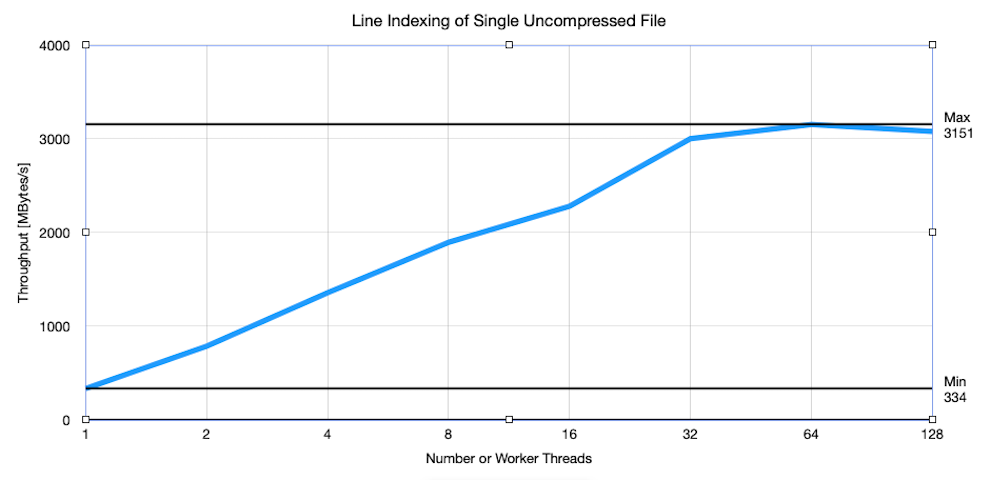 Line Indexing of Single Uncompressed File
4000
3000
2000
1000
0
Throughput [MBytes/s]
Max
3151
Min
334
1 2 4 8 16 32 64 128
Number or Worker Threads